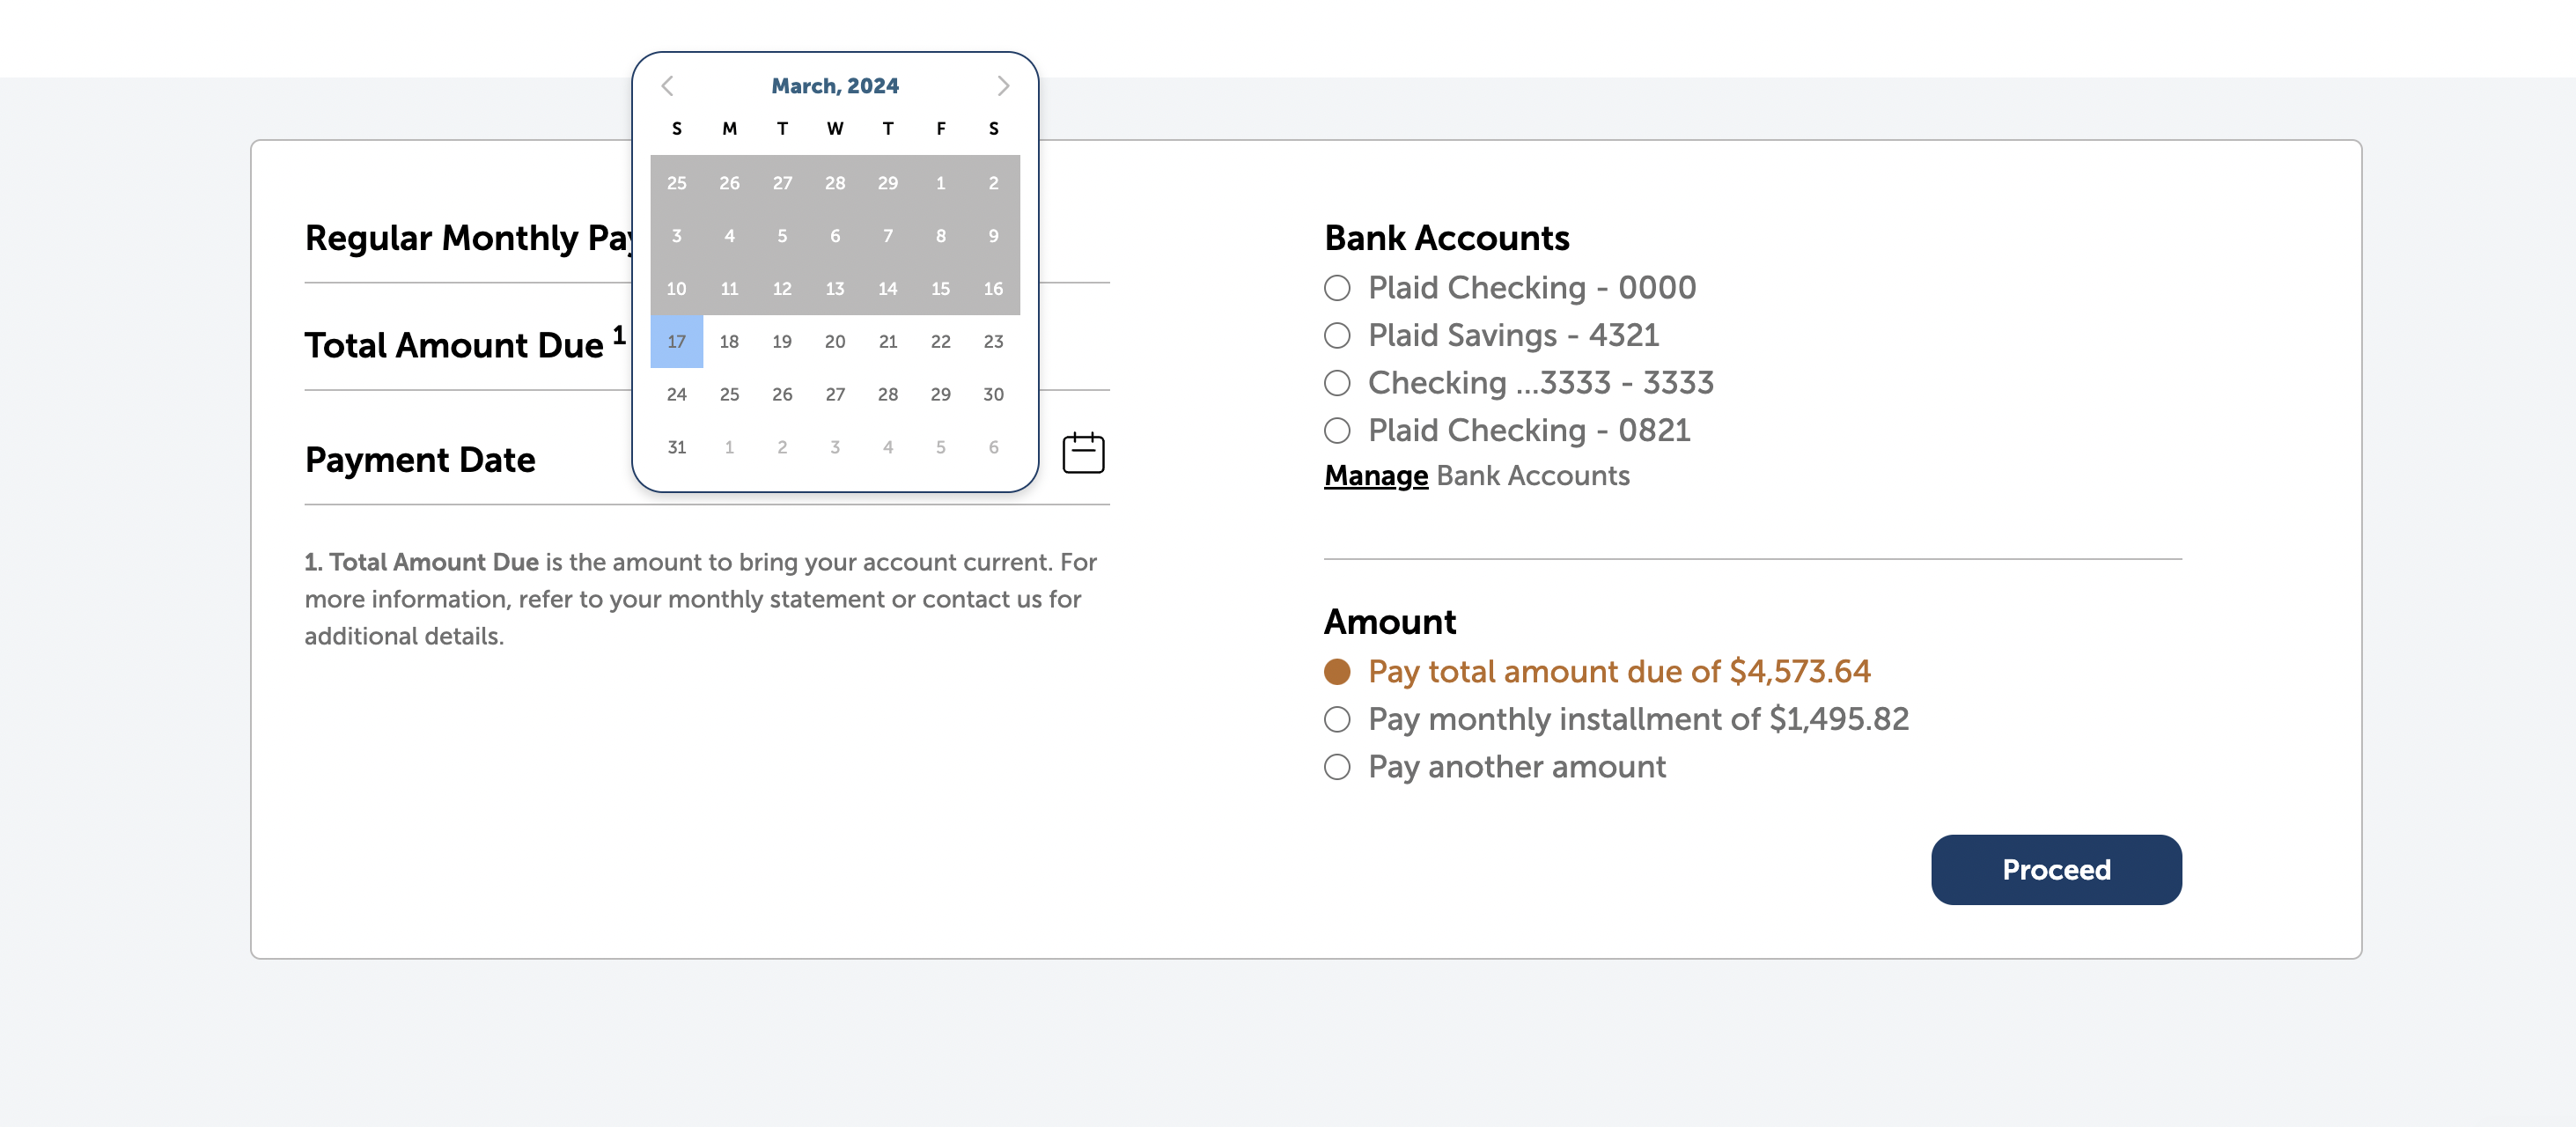 March, 2024
S M T W T F S
25 26 27 28 29 1 2
3 4 5 6 7 8 9
10 11 12 13 14 15 16
17 18 19 20 21 22 23
24 25 26 27 28 29 30
31 1 2 3 4 5 6
Regular Monthly Pay
Total Amount Due 1
Payment Date
1. Total Amount Due is the amount to bring your account current. For
more information, refer to your monthly statement or contact us for
additional details.
Bank Accounts
Plaid Checking - 0000
Plaid Savings - 4321
Checking ...3333 - 3333
Plaid Checking - 0821
Manage Bank Accounts
Amount
Pay total amount due of $4,573.64
Pay monthly installment of $1,495.82
Pay another amount
Proceed